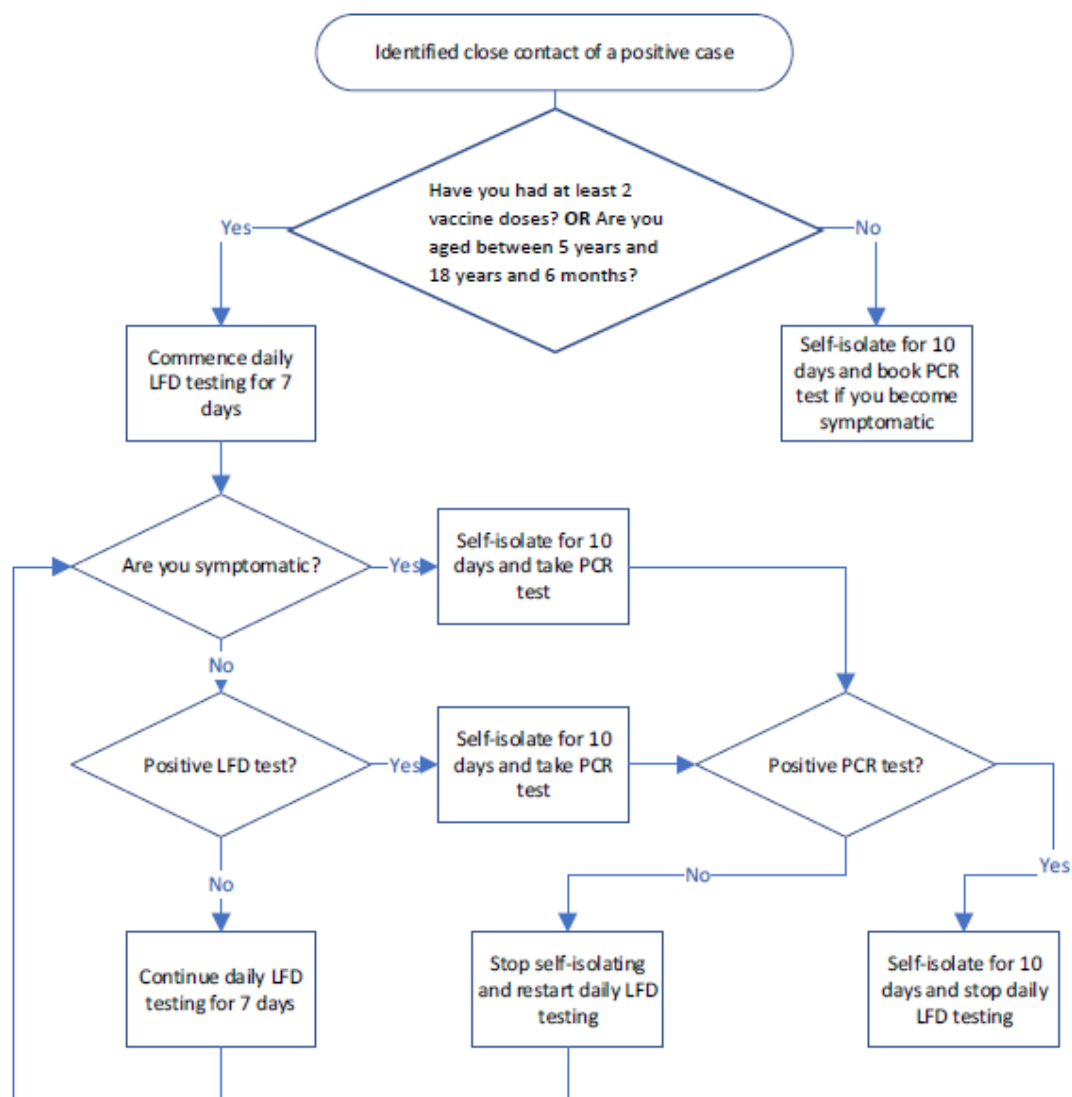 Identified close contact of a positive case
Have you had at least 2
vaccine doses? OR Are you
aged between 5 years and
18 years and 6 months?
Yes
No
Commence daily
LFD testing for 7
days
Self-isolate for 10
days and book PCR
test if you become
symptomatic
Are you symptomatic?
Yes
Self-isolate for 10
days and take PCR
test
No
Positive LFD test?
Yes
Self-isolate for 10
days and take PCR
test
Positive PCR test?
No
No
Yes
Continue daily LFD
testing for 7 days
Stop self-isolating
and restart daily LFD
testing
Self-isolate for 10
days and stop daily
LFD testing